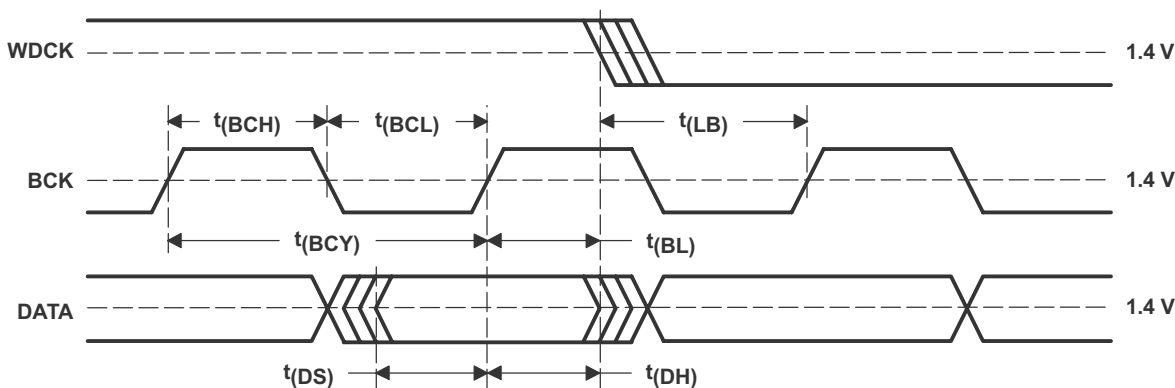 WDCK
1.4 V
t(BCH)
t(BCL)
t(LB)
BCK
1.4 V
t(BCY)
t(BL)
DATA
1.4 V
t(DS)
t(DH)